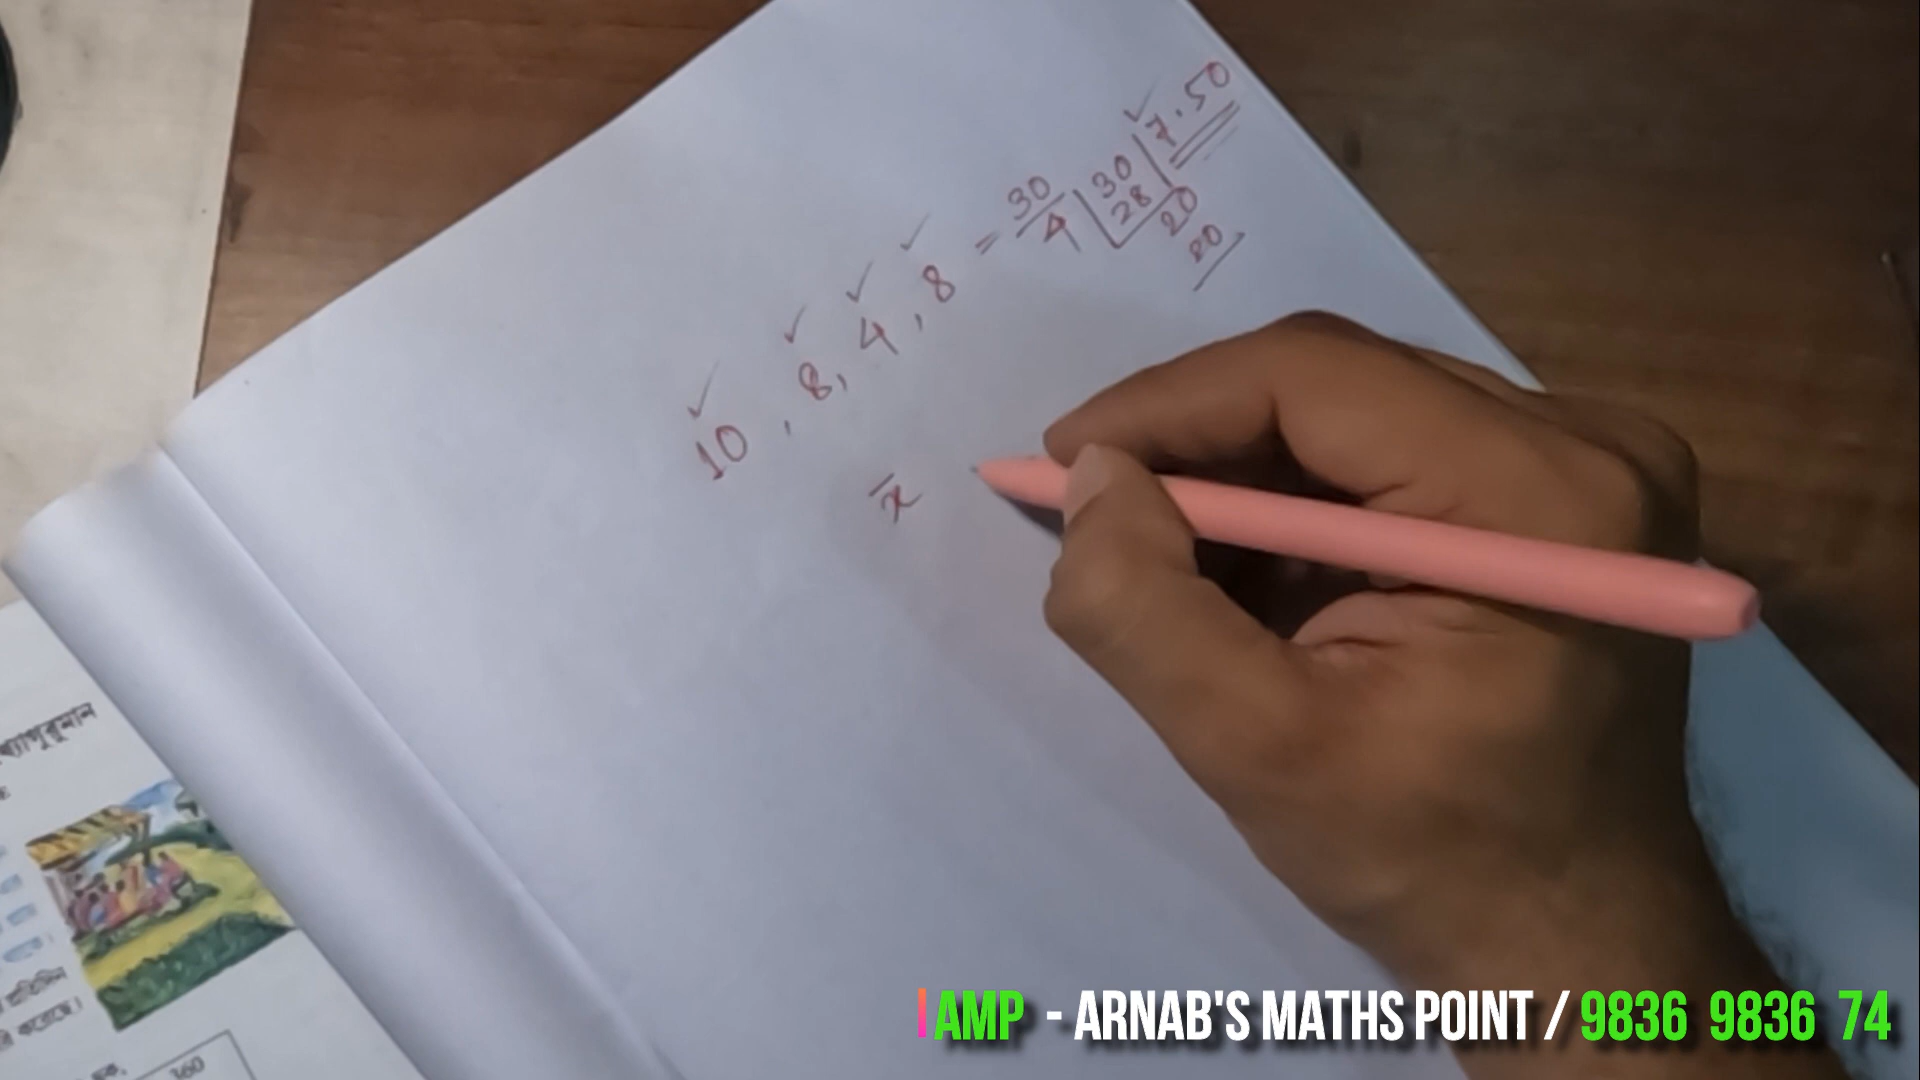 10, 8, 4, 8 = 30/4 30 7.50
28
20
20
x̄
360
AMP - ARNAB'S MATHS POINT / 9836 9836 74